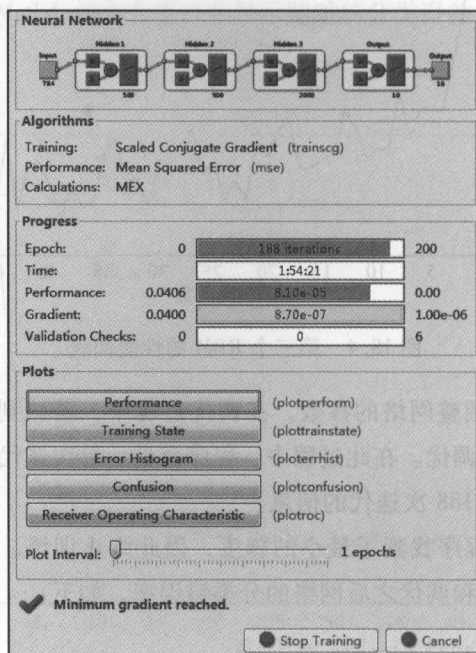 Neural Network
Input
Hidden 1
Hidden 2
Hidden 3
Output
Output
784
500
500
2000
10
10
Algorithms
Training: Scaled Conjugate Gradient (trainscg)
Performance: Mean Squared Error (mse)
Calculations: MEX
Progress
Epoch: 0 188 iterations 200
Time: 1:54:21
Performance: 0.0406 8.10e-05 0.00
Gradient: 0.0400 8.70e-07 1.00e-06
Validation Checks: 0 0 6
Plots
Performance (plotperform)
Training State (plottrainstate)
Error Histogram (ploterrhist)
Confusion (plotconfusion)
Receiver Operating Characteristic (plotroc)
Plot Interval: 1 epochs
Minimum gradient reached.
Stop Training Cancel